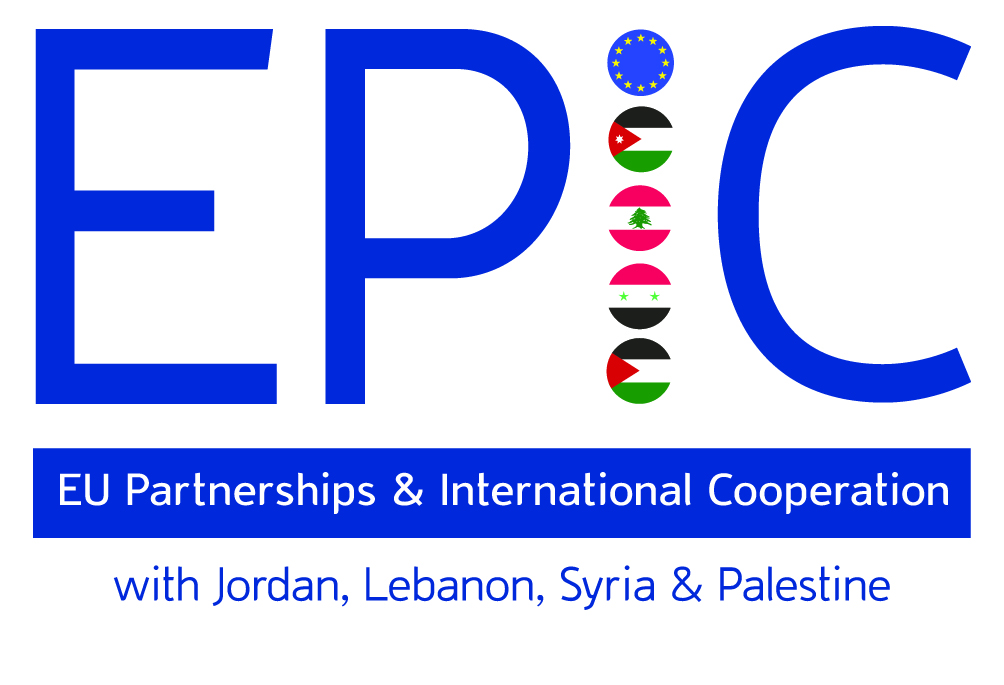 EPIC
EU Partnerships & International Cooperation
with Jordan, Lebanon, Syria & Palestine